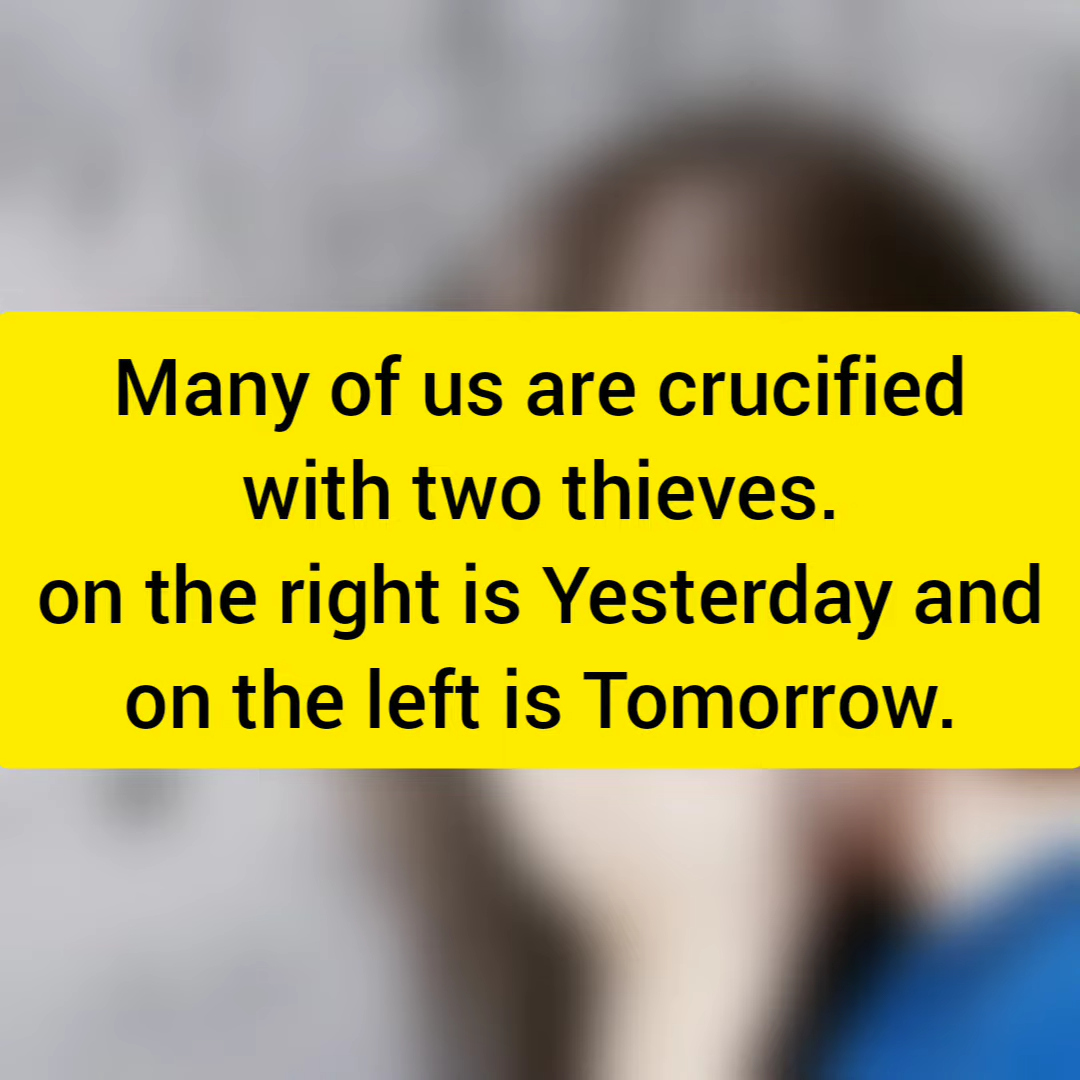 Many of us are crucified
with two thieves.
on the right is Yesterday and
on the left is Tomorrow.